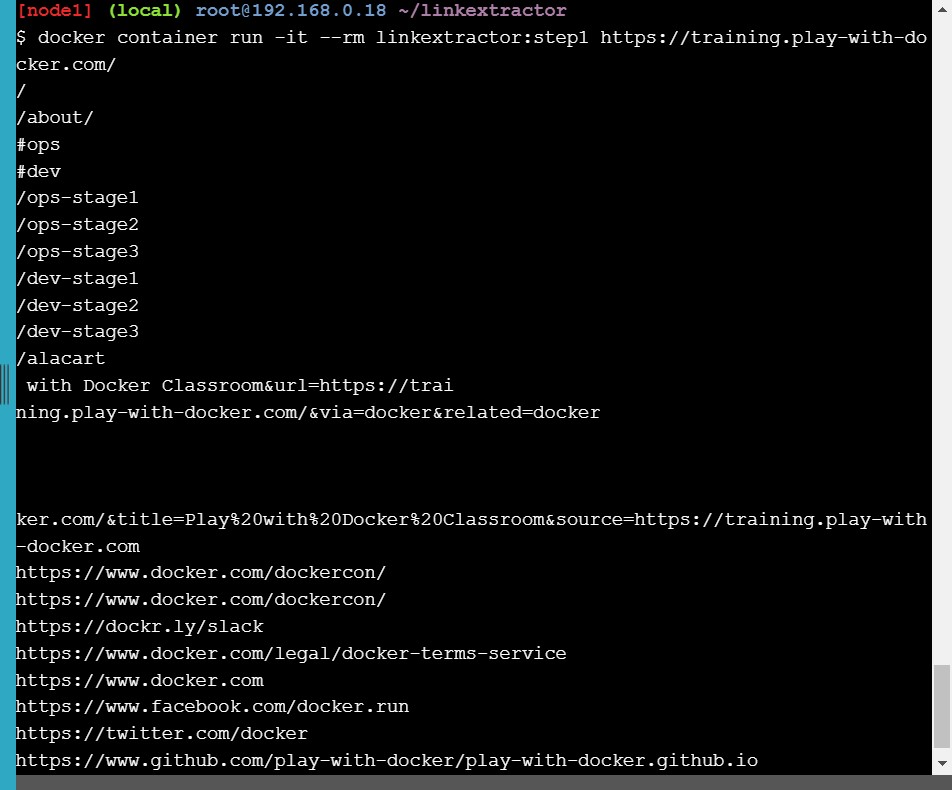 [node1] (local) root@192.168.0.18 ~/linkextractor
$ docker container run -it --rm linkextractor:step1 https://training.play-with-do
cker.com/
/
/about/
#ops
#dev
/ops-stage1
/ops-stage2
/ops-stage3
/dev-stage1
/dev-stage2
/dev-stage3
/alacart
with Docker Classroom&url=https://trai
ning.play-with-docker.com/&via=docker&related=docker
ker.com/&title=Play%20with%20Docker%20Classroom&source=https://training.play-with
-docker.com
https://www.docker.com/dockercon/
https://www.docker.com/dockercon/
https://dockr.ly/slack
https://www.docker.com/legal/docker-terms-service
https://www.docker.com
https://www.facebook.com/docker.run
https://twitter.com/docker
https://www.github.com/play-with-docker/play-with-docker.github.io